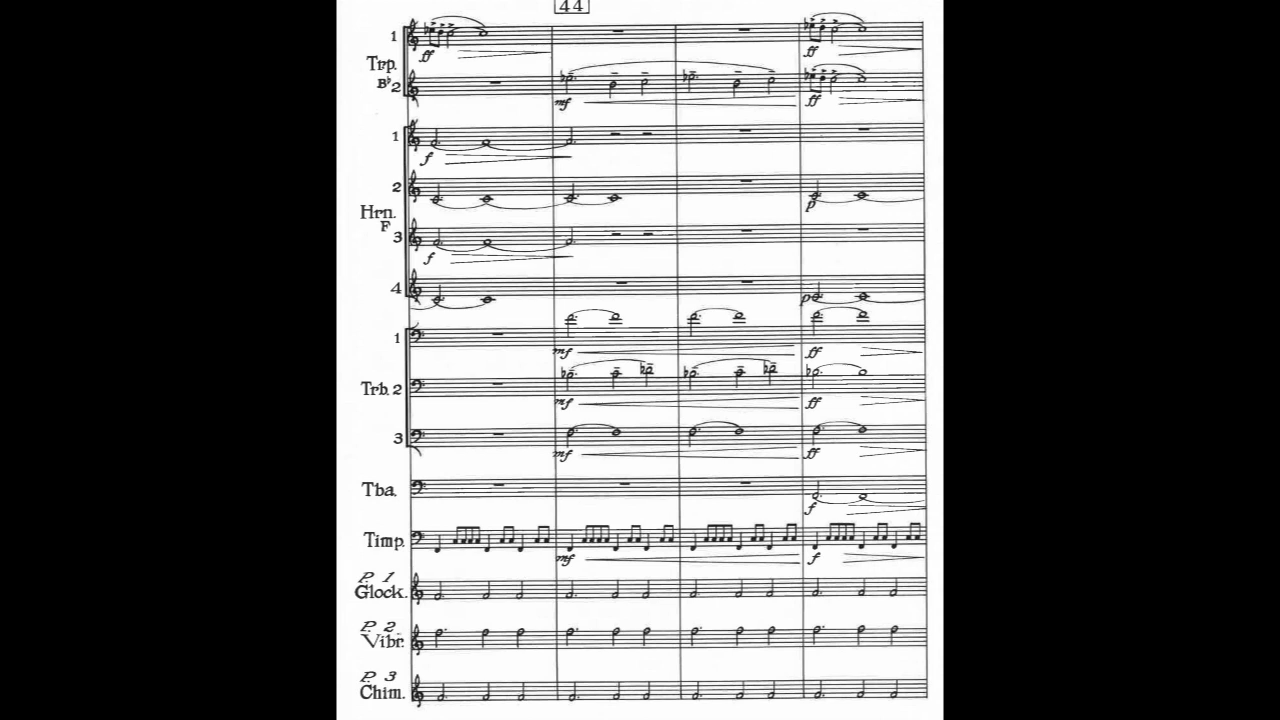 44
1
ff ff
Trp.
B♭2
mf ff
1
f
2
p
Hrn.
F
3
f
4
p
1
mf ff
Trb. 2
mf ff
3
mf ff
Tba.
f
Timp.
mf f
P. 1
Glock.
P. 2
Vibr.
P. 3
Chim.